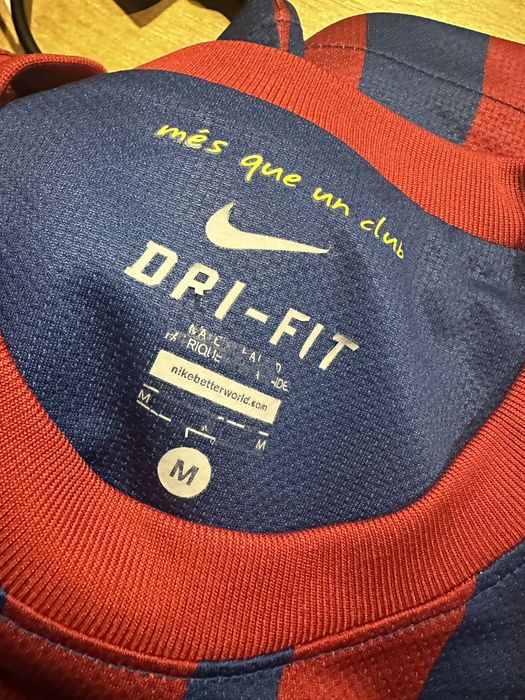 més que un club
DRI-FIT
nikebetterworld.com
M M
M